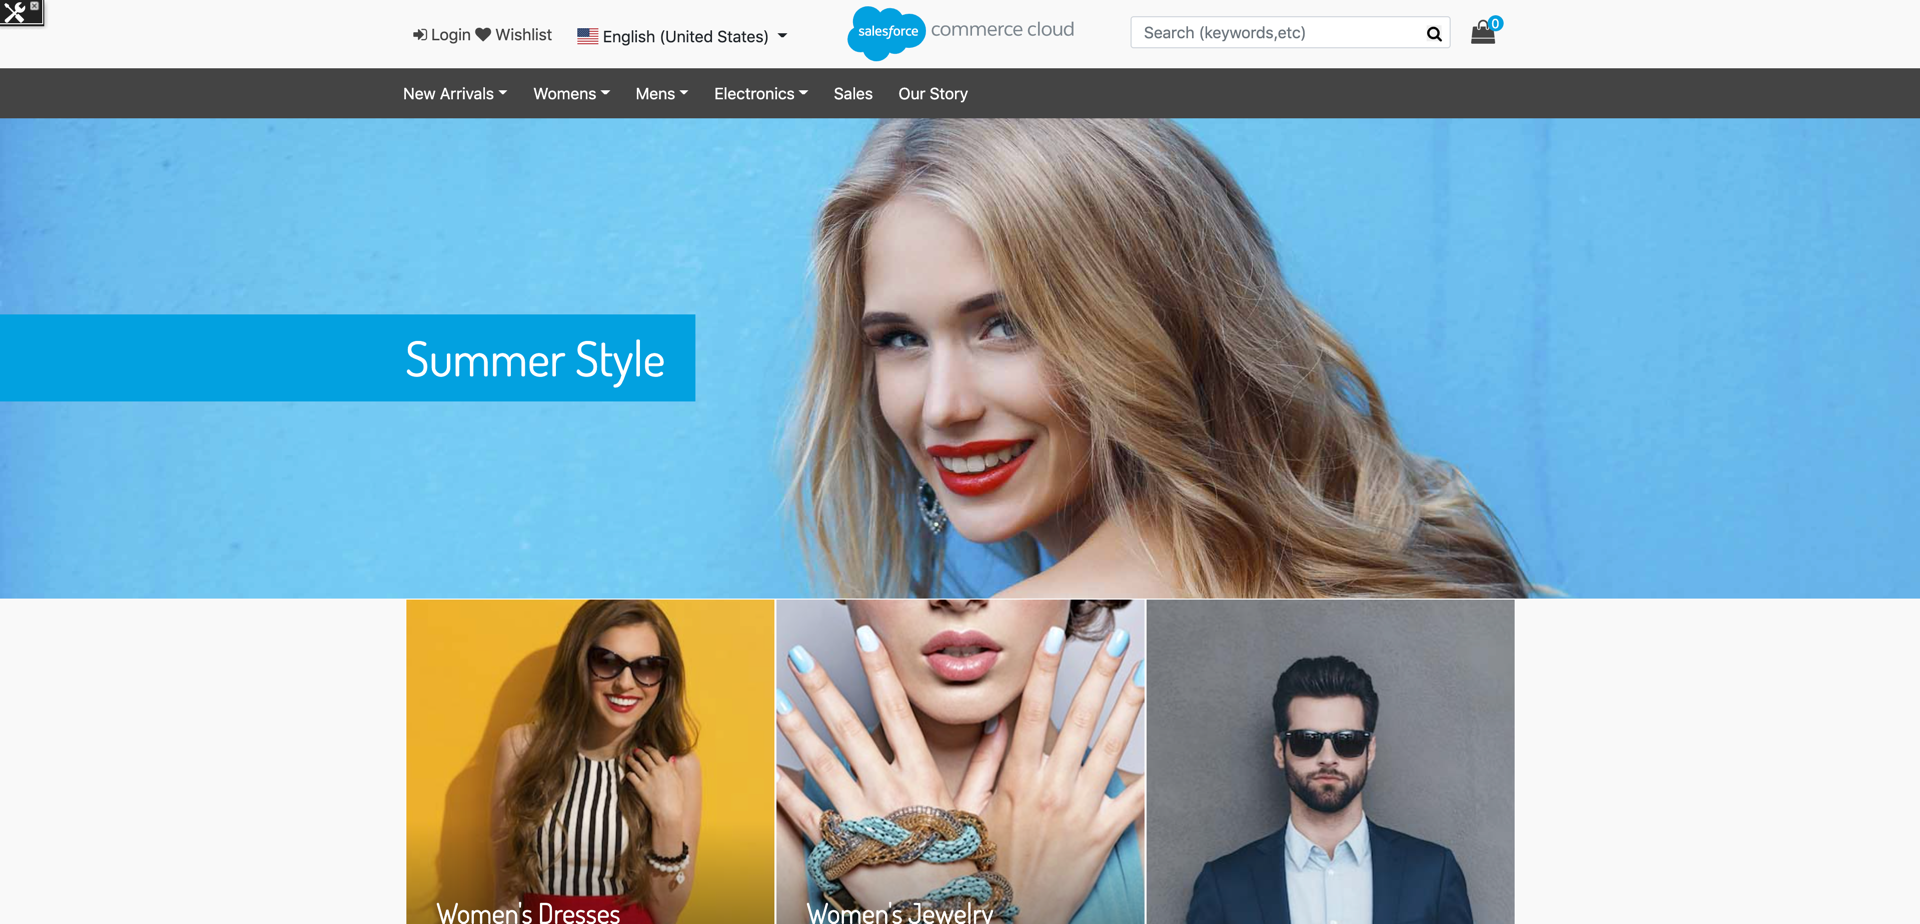 Login Wishlist English (United States)
salesforce commerce cloud
Search (keywords,etc)
0
New Arrivals Womens Mens Electronics Sales Our Story
Summer Style
Women's Dresses
Women's Jewelry